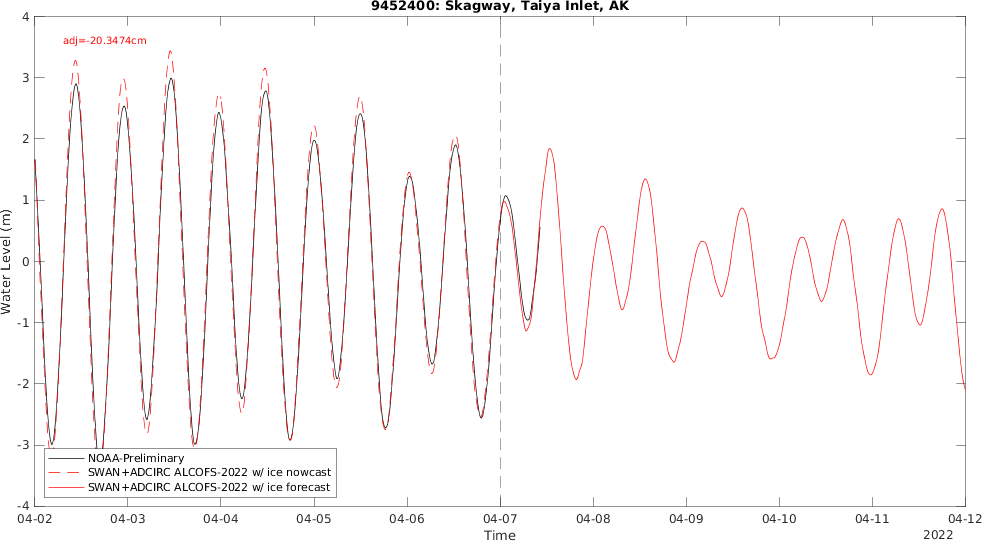 9452400: Skagway, Taiya Inlet, AK
adj=-20.3474cm
4
3
2
1
0
-1
-2
-3
-4
Water Level (m)
NOAA-Preliminary
SWAN+ADCIRC ALCOFS-2022 w/ ice nowcast
SWAN+ADCIRC ALCOFS-2022 w/ ice forecast
04-02 04-03 04-04 04-05 04-06 04-07 04-08 04-09 04-10 04-11 04-12
Time
2022